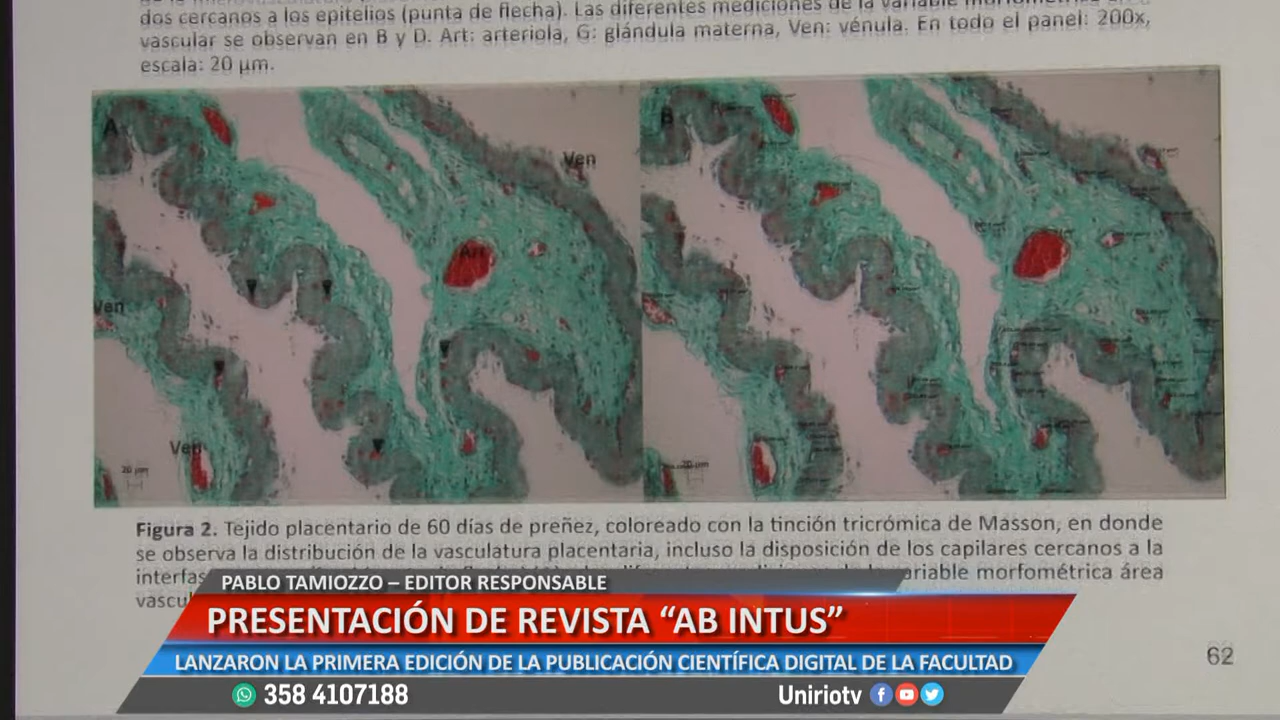 dos cercanos a los epitelios (punta de flecha). Las diferentes mediciones de la variable
vascular se observan en B y D. Art: arteriola, G: glándula materna, Ven: vénula. En todo el panel: 200x,
escala: 20 µm.
A
B
Ven
Art
Ven
Ven
20 µm
Figura 2. Tejido placentario de 60 días de preñez, coloreado con la tinción tricrómica de Masson, en donde
se observa la distribución de la vasculatura placentaria, incluso la disposición de los capilares cercanos a la
variable morfométrica área
PABLO TAMIOZZO – EDITOR RESPONSABLE
PRESENTACIÓN DE REVISTA “AB INTUS”
LANZARON LA PRIMERA EDICIÓN DE LA PUBLICACIÓN CIENTÍFICA DIGITAL DE LA FACULTAD
62
358 4107188
Uniriotv